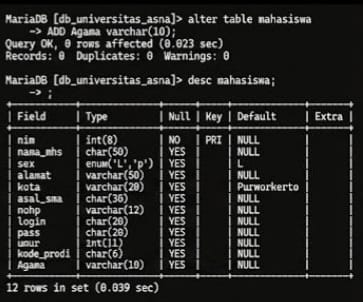 MariaDB [db_universitas_asna]> alter table mahasiswa
    -> ADD Agama varchar(10);
Query OK, 0 rows affected (0.023 sec)
Records: 0  Duplicates: 0  Warnings: 0

MariaDB [db_universitas_asna]> desc mahasiswa;
    -> ;
+------------+---------------+------+-----+------------+-------+
| Field      | Type          | Null | Key | Default    | Extra |
+------------+---------------+------+-----+------------+-------+
| nim        | int(8)        | NO   | PRI | NULL       |       |
| nama_mhs   | char(50)      | YES  |     | NULL       |       |
| sex        | enum('L','p') | YES  |     | L          |       |
| alamat     | varchar(50)   | YES  |     | NULL       |       |
| kota       | varchar(20)   | YES  |     | Purworkerto |       |
| asal_sma   | char(30)      | YES  |     | NULL       |       |
| nohp       | varchar(12)   | YES  |     | NULL       |       |
| login      | char(20)      | YES  |     | NULL       |       |
| pass       | char(20)      | YES  |     | NULL       |       |
| umur       | int(11)       | YES  |     | NULL       |       |
| kode_prodi | char(6)       | YES  |     | NULL       |       |
| Agama      | varchar(10)   | YES  |     | NULL       |       |
+------------+---------------+------+-----+------------+-------+
12 rows in set (0.039 sec)